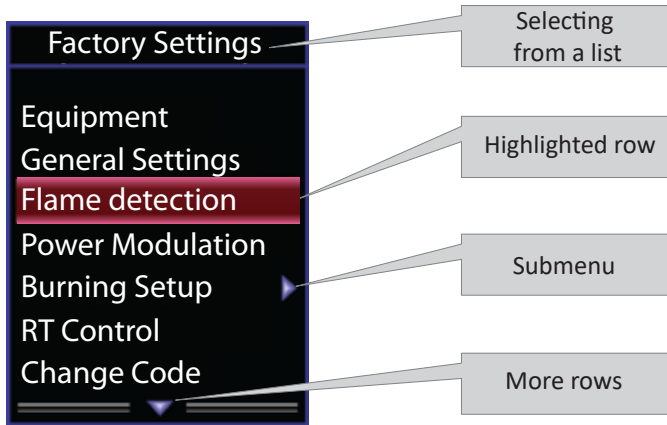 Factory Settings
Selecting
from a list
Equipment
General Settings
Flame detection
Highlighted row
Power Modulation
Burning Setup
Submenu
RT Control
Change Code
More rows